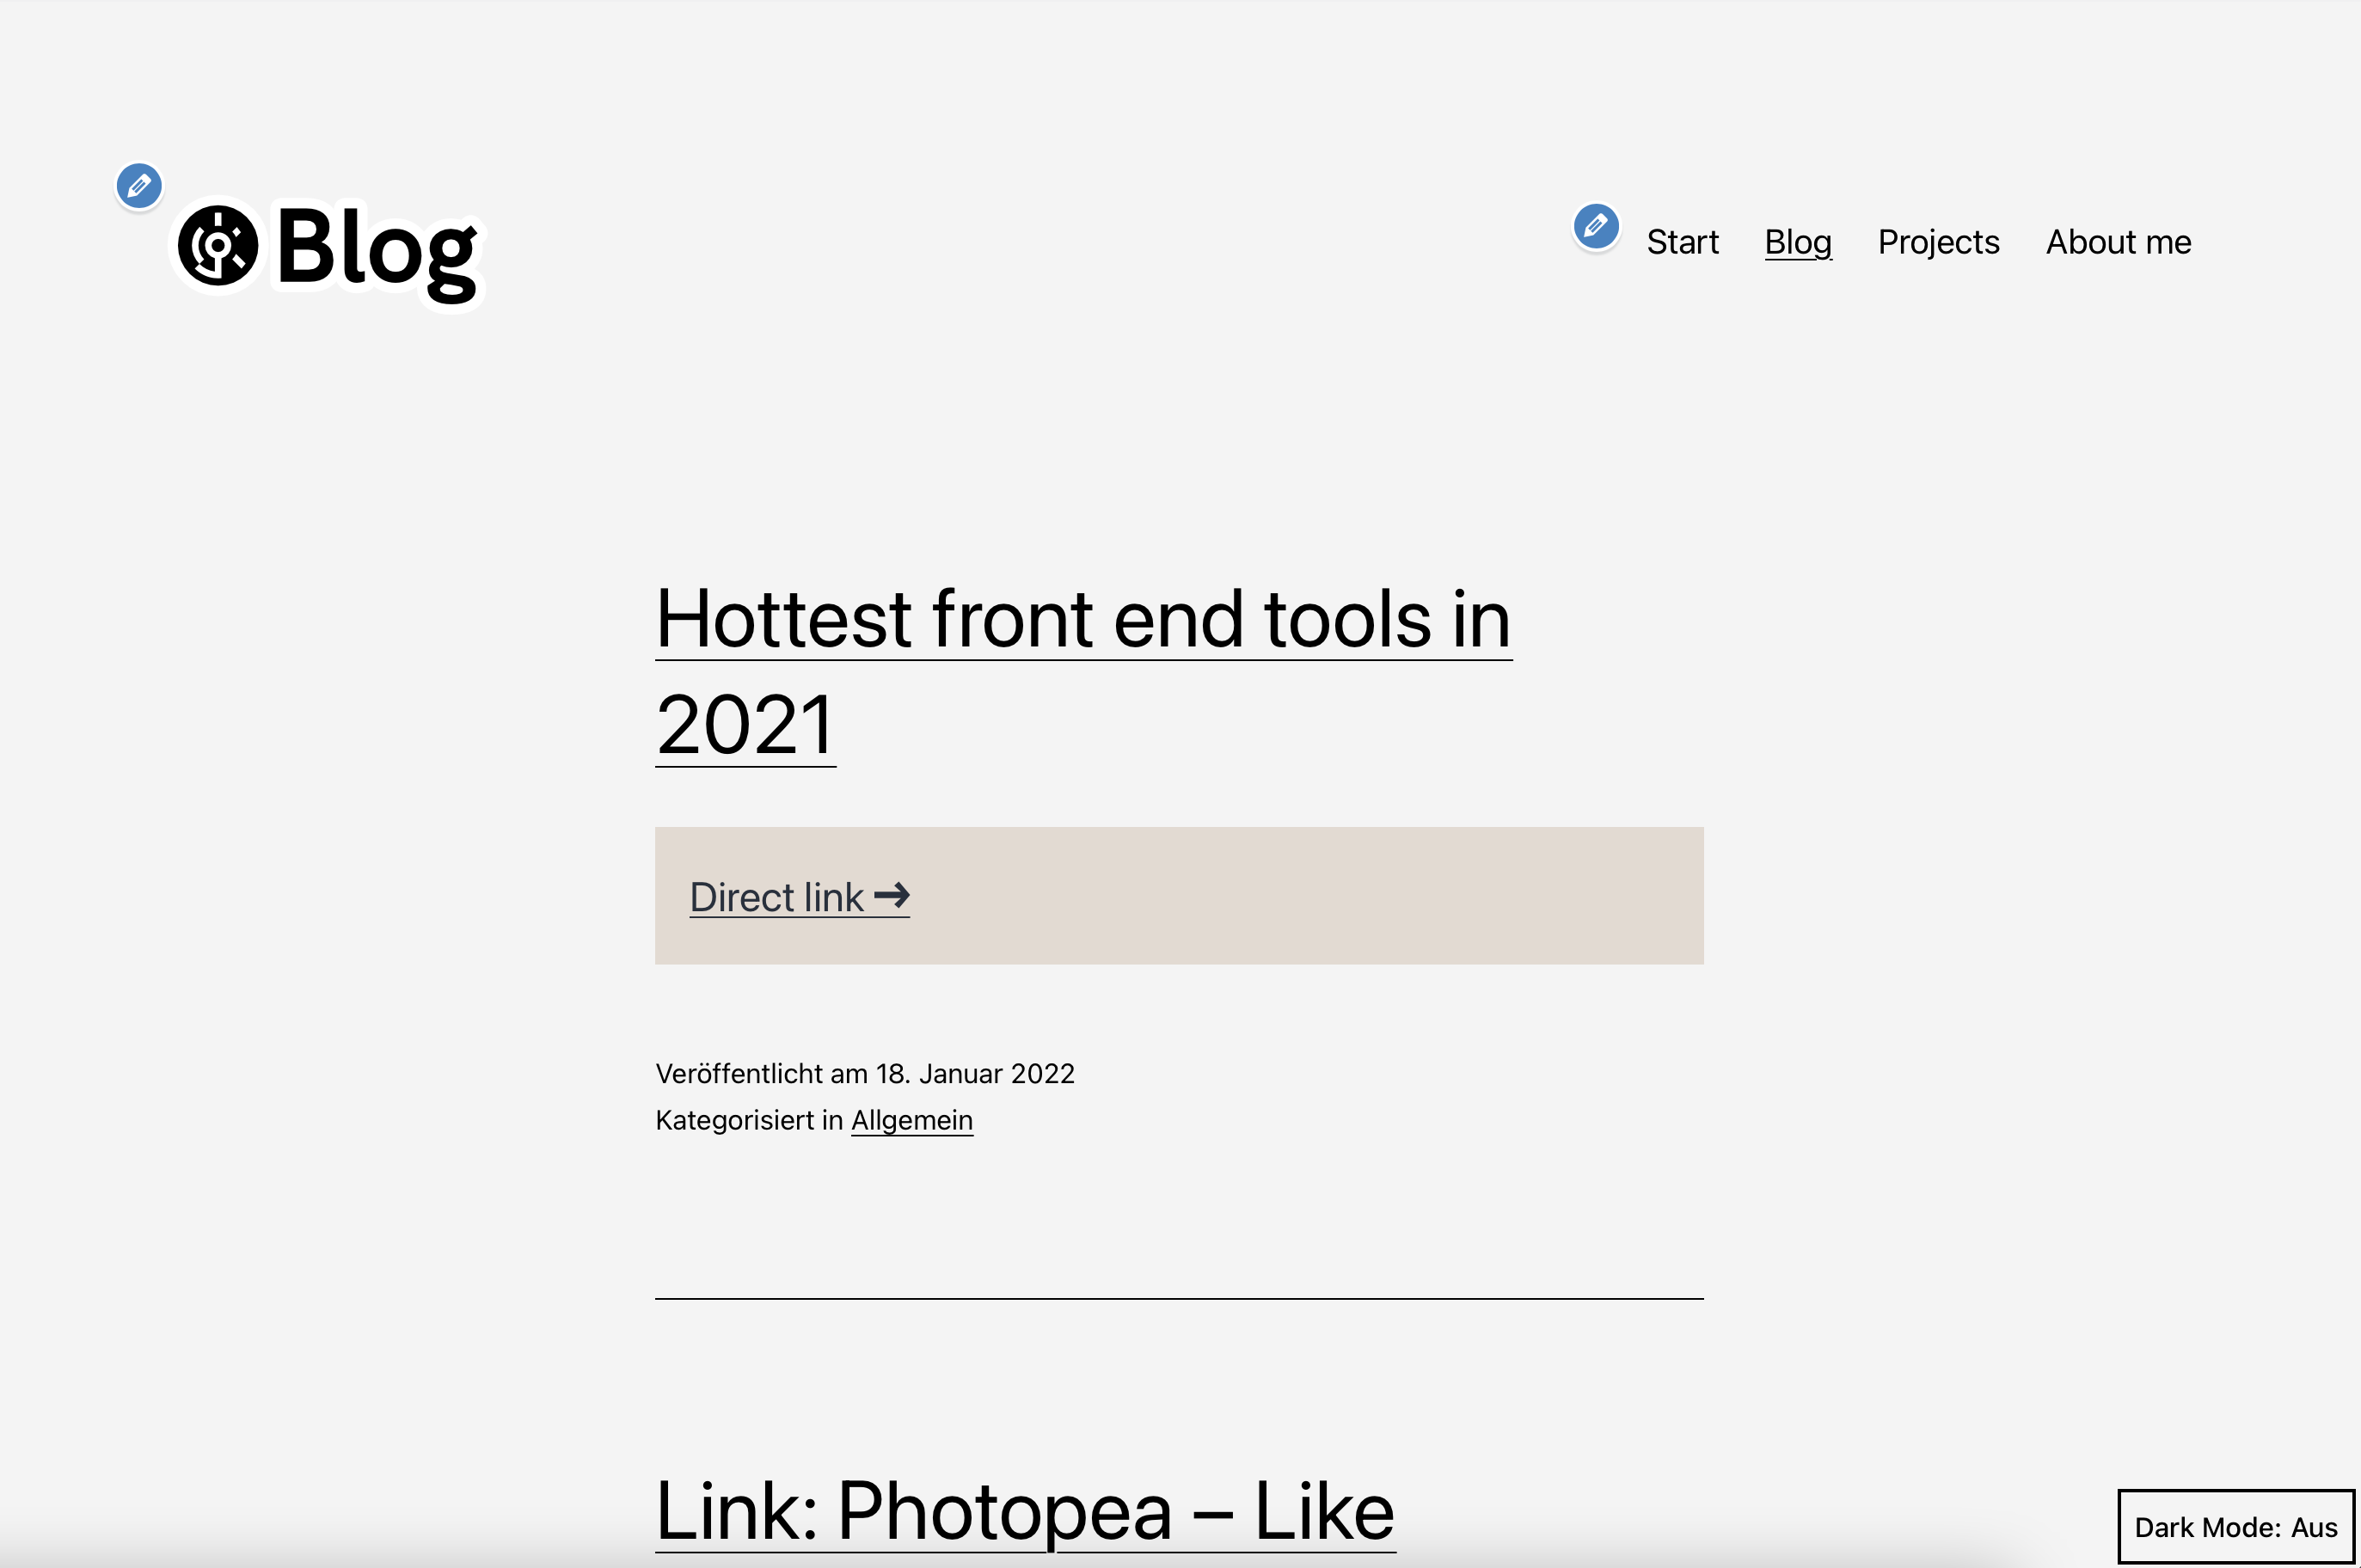 Blog
Start Blog Projects About me
Hottest front end tools in
2021
Direct link →
Veröffentlicht am 18. Januar 2022
Kategorisiert in Allgemein
Link: Photopea – Like
Dark Mode: Aus